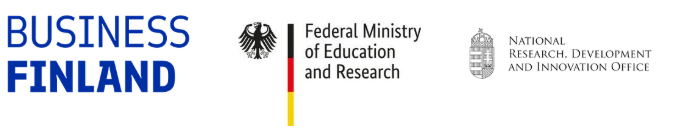 BUSINESS
FINLAND
Federal Ministry
of Education
and Research
NATIONAL
RESEARCH, DEVELOPMENT
AND INNOVATION OFFICE